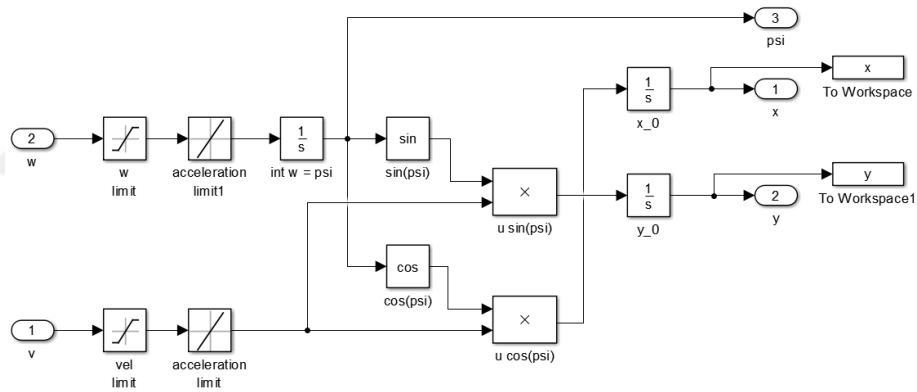 3
psi
x
To Workspace
1
s
x_0
1
x
2
w
w
limit
acceleration
limit1
1
s
int w = psi
sin
sin(psi)
×
u sin(psi)
1
s
y_0
y
To Workspace1
2
y
cos
cos(psi)
×
u cos(psi)
1
v
vel
limit
acceleration
limit